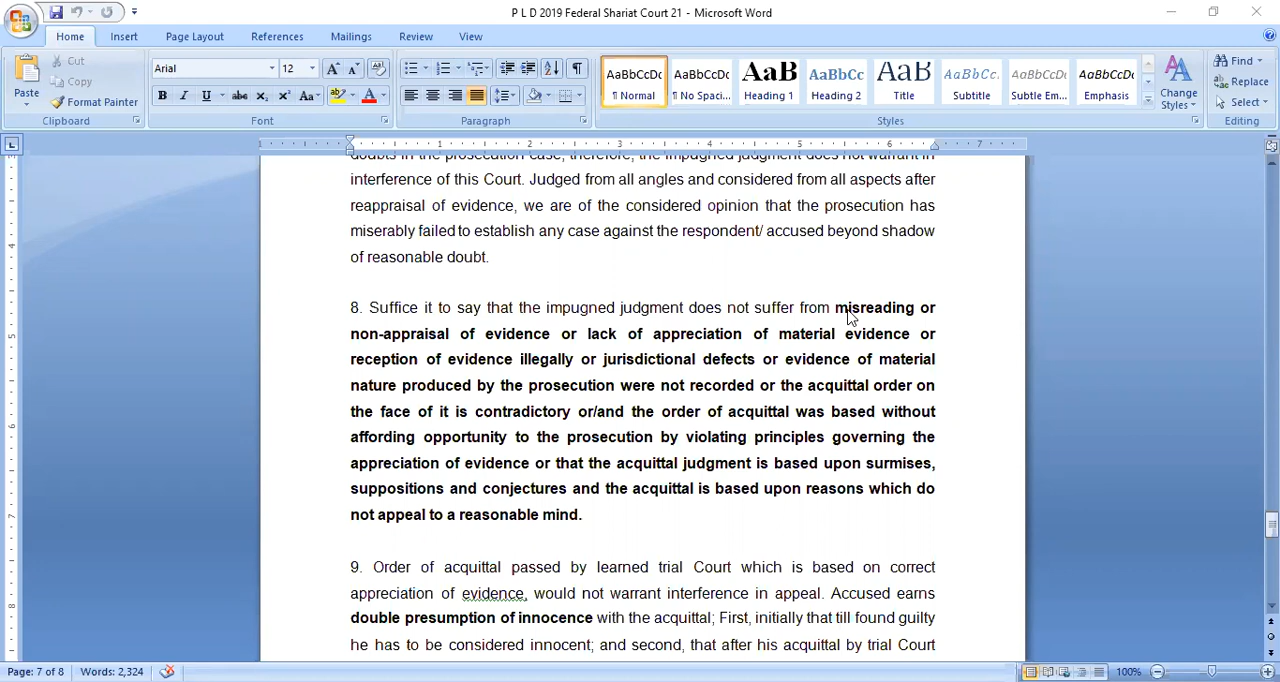 P L D 2019 Federal Shariat Court 21 - Microsoft Word
Home Insert Page Layout References Mailings Review View
Paste
Cut
Copy
Format Painter
Clipboard
Arial 12
Font
Paragraph
AaBbCcDc AaBbCcDc AaB AaBbCc AaB AaBbCc. AaBbCcDc AaBbCcDc
¶ Normal ¶ No Spaci... Heading 1 Heading 2 Title Subtitle Subtle Em... Emphasis
Change Styles
Styles
Find
Replace
Select
Editing
doubts in the prosecution case, therefore, the impugned judgment does not warrant in
interference of this Court. Judged from all angles and considered from all aspects after
reappraisal of evidence, we are of the considered opinion that the prosecution has
miserably failed to establish any case against the respondent/ accused beyond shadow
of reasonable doubt.
8. Suffice it to say that the impugned judgment does not suffer from misreading or
non-appraisal of evidence or lack of appreciation of material evidence or
reception of evidence illegally or jurisdictional defects or evidence of material
nature produced by the prosecution were not recorded or the acquittal order on
the face of it is contradictory or/and the order of acquittal was based without
affording opportunity to the prosecution by violating principles governing the
appreciation of evidence or that the acquittal judgment is based upon surmises,
suppositions and conjectures and the acquittal is based upon reasons which do
not appeal to a reasonable mind.
9. Order of acquittal passed by learned trial Court which is based on correct
appreciation of evidence, would not warrant interference in appeal. Accused earns
double presumption of innocence with the acquittal; First, initially that till found guilty
he has to be considered innocent; and second, that after his acquittal by trial Court
Page: 7 of 8 Words: 2,324 100%